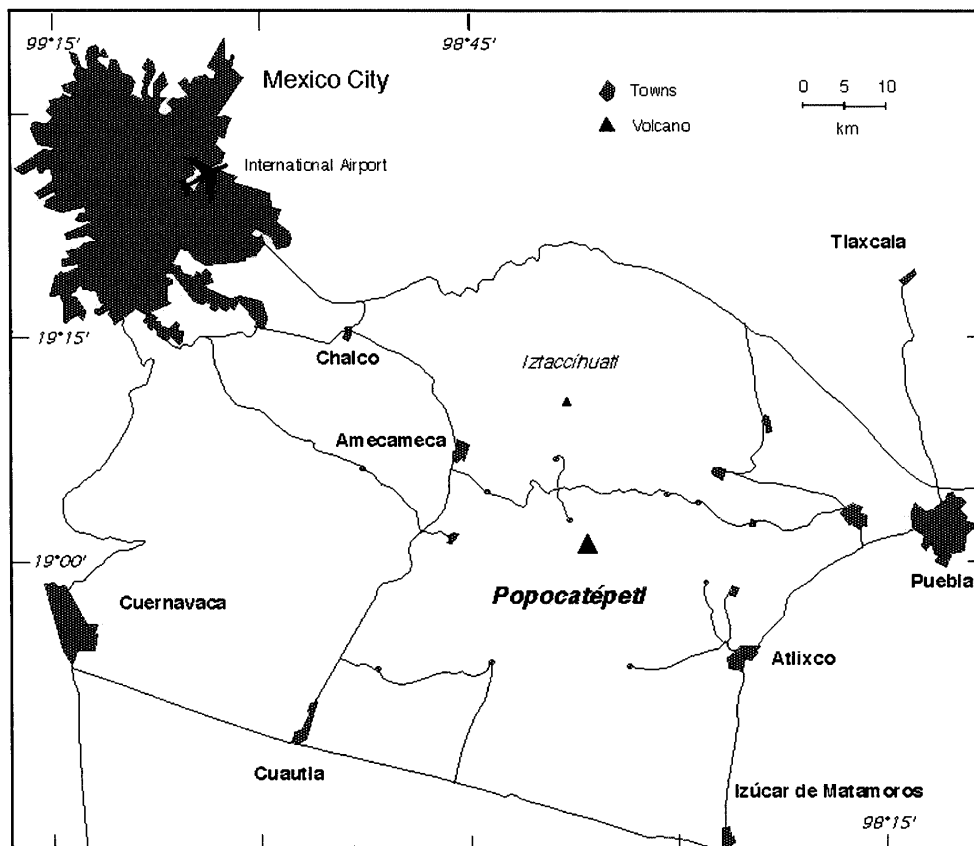 99°15'
98°45'
Mexico City
Towns
0 5 10
Volcano
km
International Airport
Tlaxcala
19°15'
Chalco
Iztaccíhuatl
Amecameca
19°00'
Popocatépetl
Puebla
Cuernavaca
Atlixco
Cuautla
Izúcar de Matamoros
98°15'